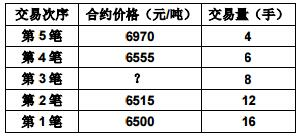 交易次序 合约价格（元/吨） 交易量（手）
第 5 笔 6970 4
第 4 笔 6555 6
第 3 笔 ？ 8
第 2 笔 6515 12
第 1 笔 6500 16